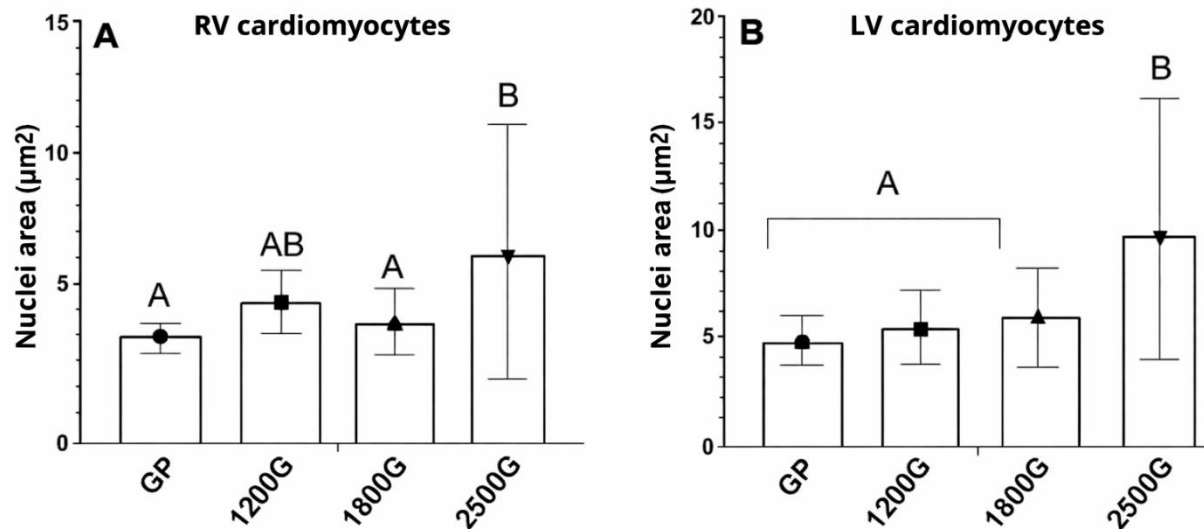 A
RV cardiomyocytes
Nuclei area (µm2)
15
10
5
0
A
AB
A
B
GP
1200G
1800G
2500G
B
LV cardiomyocytes
Nuclei area (µm2)
20
15
10
5
0
A
B
GP
1200G
1800G
2500G